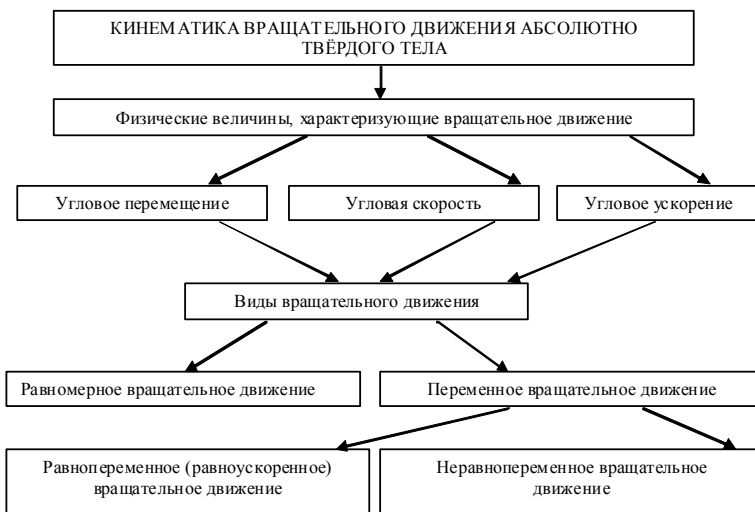 КИНЕМАТИКА ВРАЩАТЕЛЬНОГО ДВИЖЕНИЯ АБСОЛЮТНО
ТВЁРДОГО ТЕЛА
Физические величины, характеризующие вращательное движение
Угловое перемещение
Угловая скорость
Угловое ускорение
Виды вращательного движения
Равномерное вращательное движение
Переменное вращательное движение
Равнопеременное (равноускоренное)
вращательное движение
Неравнопеременное вращательное
движение